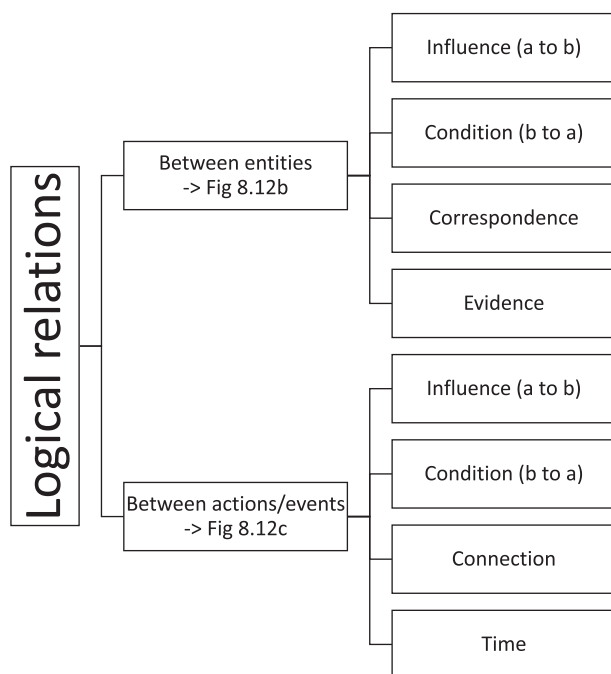 Logical relations
Between entities
-> Fig 8.12b
Influence (a to b)
Condition (b to a)
Correspondence
Evidence
Between actions/events
-> Fig 8.12c
Influence (a to b)
Condition (b to a)
Connection
Time